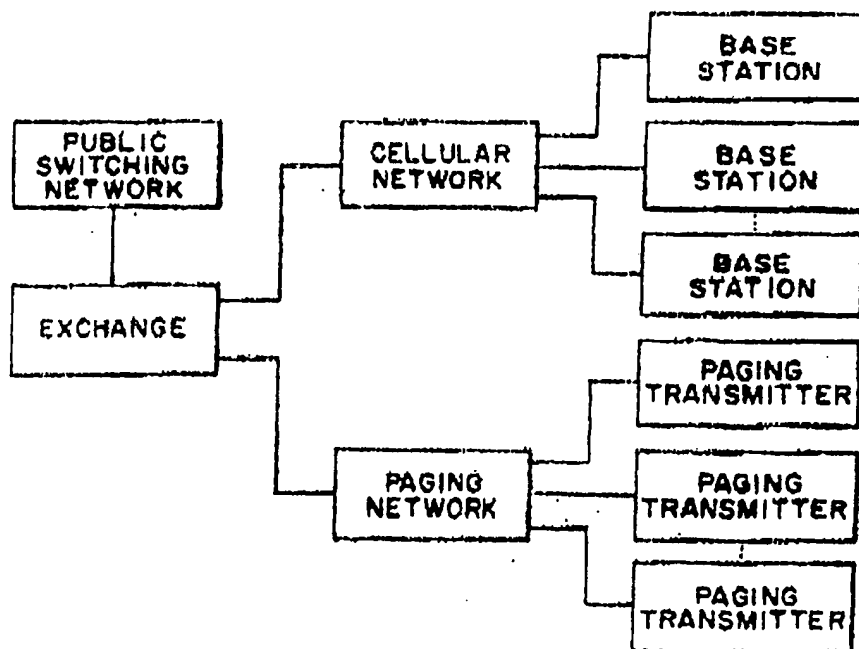 BASE
STATION
PUBLIC
SWITCHING
NETWORK
CELLULAR
NETWORK
BASE
STATION
BASE
STATION
EXCHANGE
PAGING
TRANSMITTER
PAGING
NETWORK
PAGING
TRANSMITTER
PAGING
TRANSMITTER